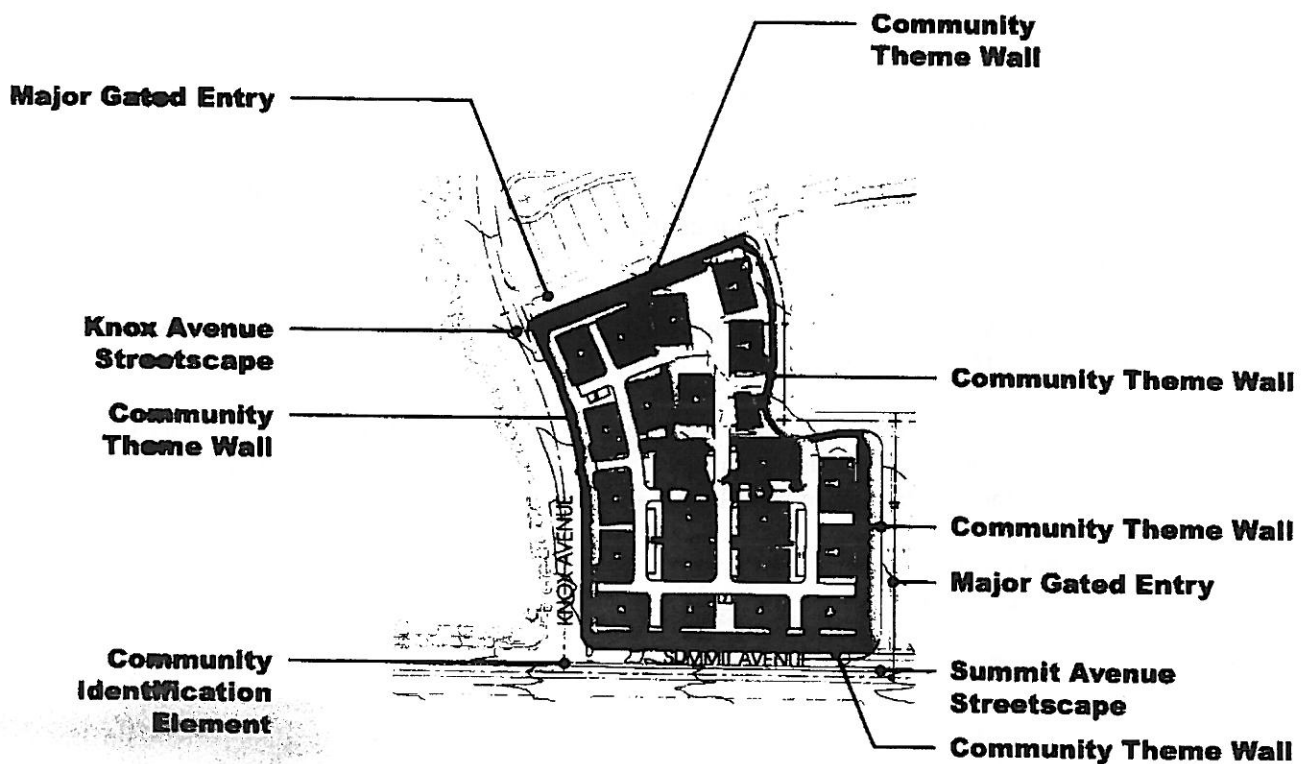 Community
Theme Wall
Major Gated Entry
Knox Avenue
Streetscape
Community Theme Wall
Community
Theme Wall
KNOX AVENUE
Community Theme Wall
Major Gated Entry
SUMMIT AVENUE
Community
Identification
Element
Summit Avenue
Streetscape
Community Theme Wall